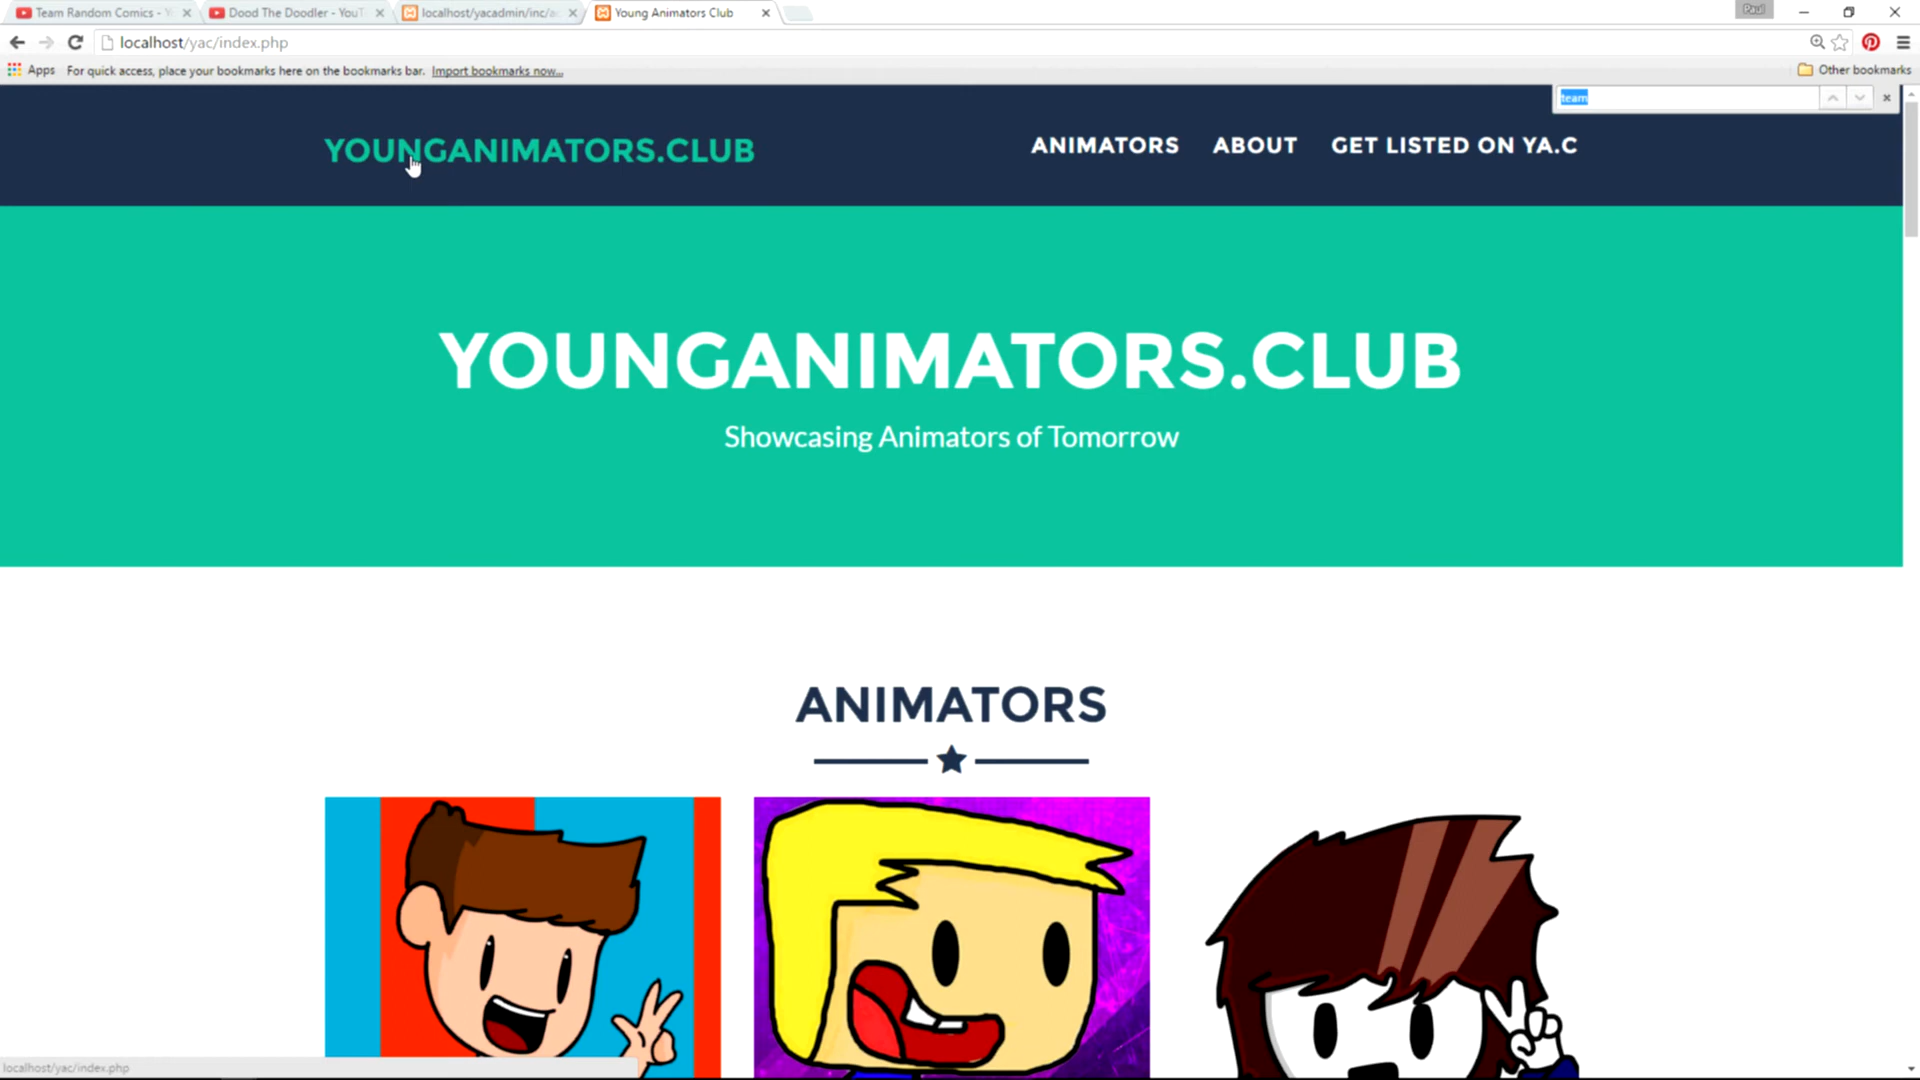 Team Random Comics - Y
Dood The Doodler - YouT
localhost/yacadmin/inc/a
Young Animators Club
Paul
localhost/yac/index.php
Apps
For quick access, place your bookmarks here on the bookmarks bar. Import bookmarks now...
Other bookmarks
team
YOUNGANIMATORS.CLUB
ANIMATORS
ABOUT
GET LISTED ON YA.C
YOUNGANIMATORS.CLUB
Showcasing Animators of Tomorrow
ANIMATORS
localhost/yac/index.php